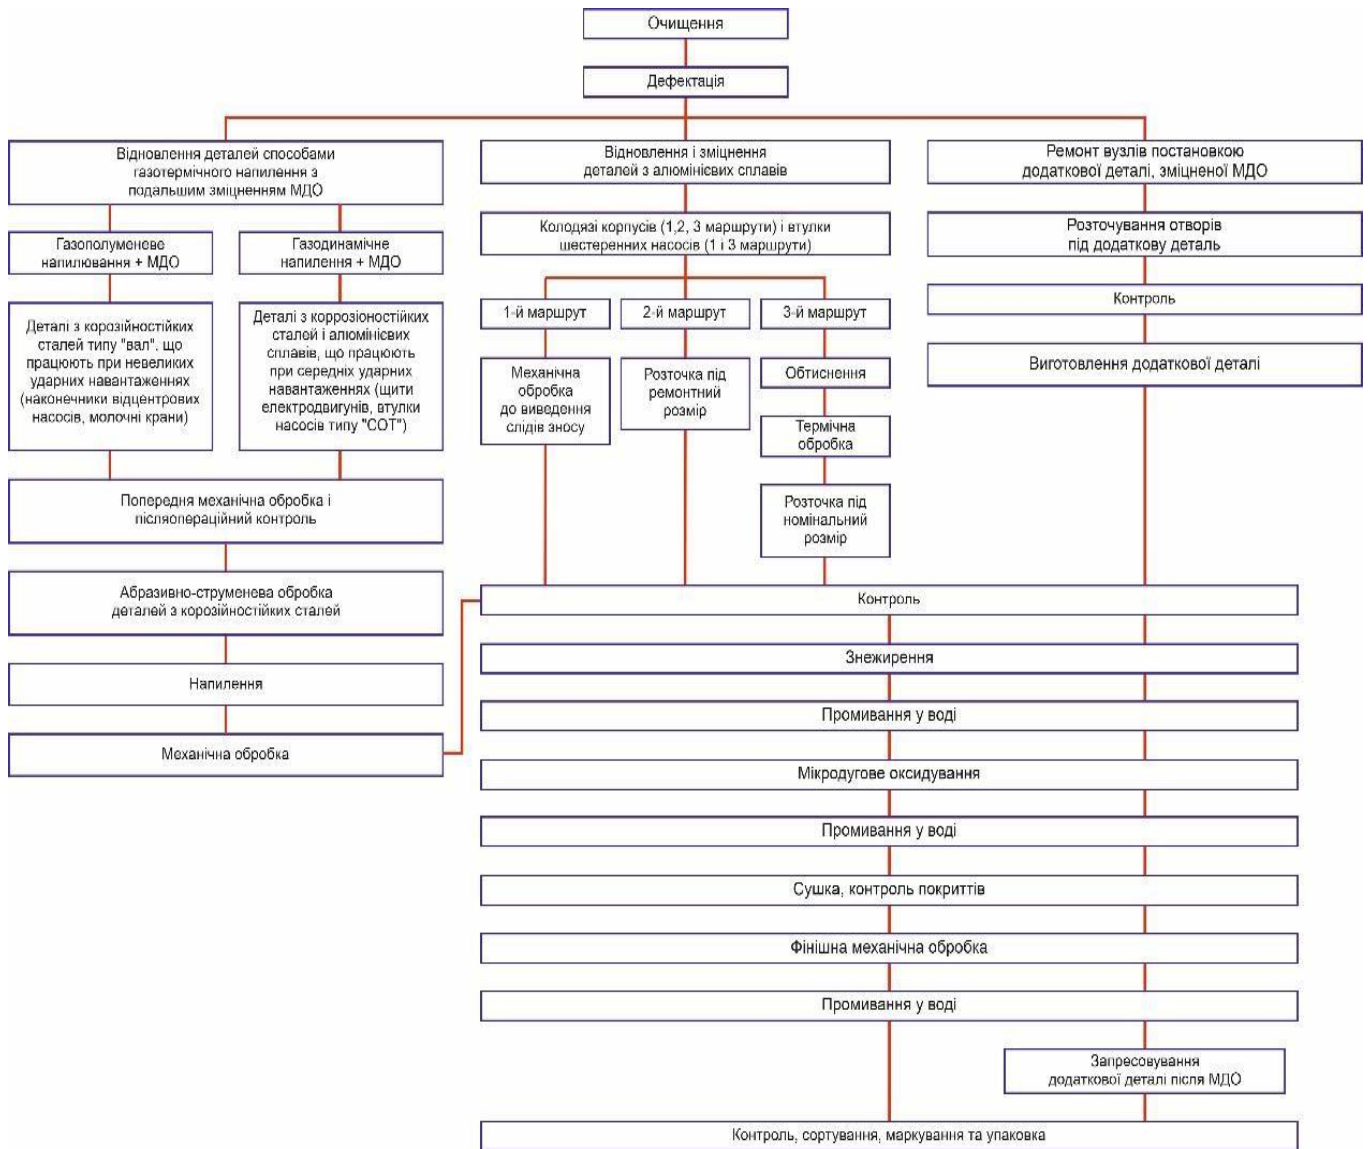 Очищення
Дефектація
Відновлення деталей способами
газотермічного напилення з
подальшим зміцненням МДО
Газополуменеве
напилювання + МДО
Газодинамічне
напилення + МДО
Деталі з корозійностійких
сталей типу "вал", що
працюють при невеликих
ударних навантаженнях
(наконечники відцентрових
насосів, молочні крани)
Деталі з коррозіоностійких
сталей і алюмінієвих
сплавів, що працюють
при середніх ударних
навантаженнях (щити
електродвигунів, втулки
насосів типу "СОТ")
Попередня механічна обробка і
післяопераційний контроль
Абразивно-струменева обробка
деталей з корозійностійких сталей
Напилення
Механічна обробка
Відновлення і зміцнення
деталей з алюмінієвих сплавів
Колодязі корпусів (1,2, 3 маршрути) і втулки
шестеренних насосів (1 і 3 маршрути)
1-й маршрут
2-й маршрут
3-й маршрут
Механічна
обробка
до виведення
слідів зносу
Розточка під
ремонтний
розмір
Обтиснення
Термічна
обробка
Розточка під
номінальний
розмір
Ремонт вузлів постановкою
додаткової деталі, зміцненої МДО
Розточування отворів
під додаткову деталь
Контроль
Виготовлення додаткової деталі
Контроль
Знежирення
Промивання у воді
Мікродугове оксидування
Промивання у воді
Сушка, контроль покриттів
Фінішна механічна обробка
Промивання у воді
Запресовування
додаткової деталі після МДО
Контроль, сортування, маркування та упаковка